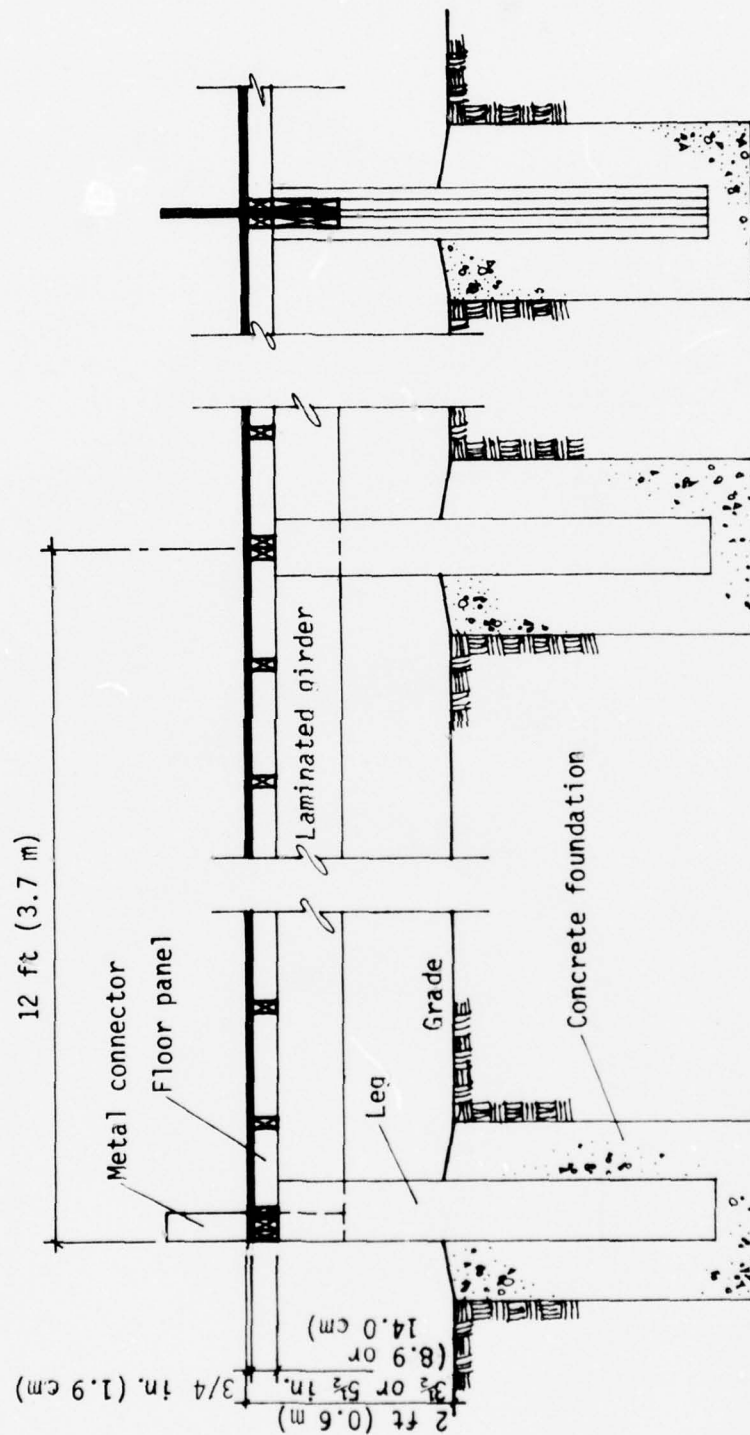 12 ft (3.7 m)
Metal connector
Floor panel
Laminated girder
Leg
Grade
Concrete foundation
3/4 in. (1.9 cm)
3½ or 5½ in.
(8.9 or
14.0 cm)
2 ft (0.6 m)